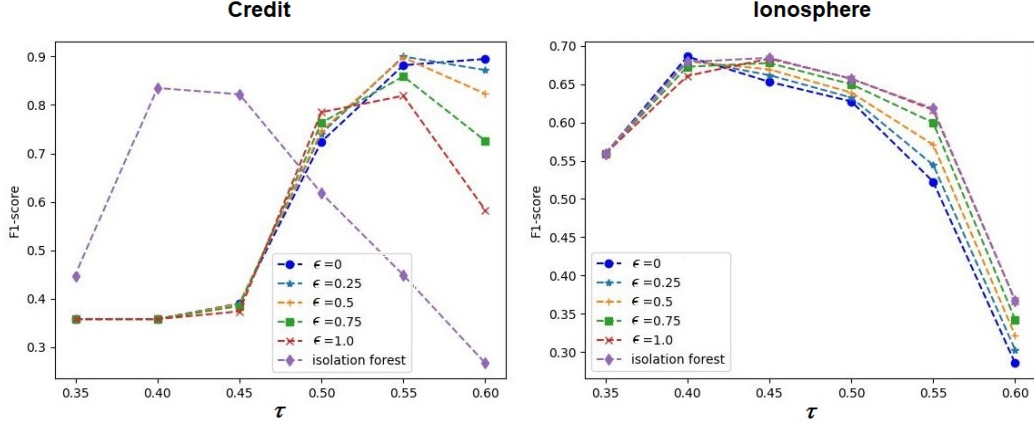 Credit
Ionosphere
F1-score
0.9
0.8
0.7
0.6
0.5
0.4
0.3
0.35
0.40
0.45
0.50
0.55
0.60
τ
ϵ =0
ϵ =0.25
ϵ =0.5
ϵ =0.75
ϵ =1.0
isolation forest
F1-score
0.70
0.65
0.60
0.55
0.50
0.45
0.40
0.35
0.30
0.35
0.40
0.45
0.50
0.55
0.60
τ
ϵ =0
ϵ =0.25
ϵ =0.5
ϵ =0.75
ϵ =1.0
isolation forest